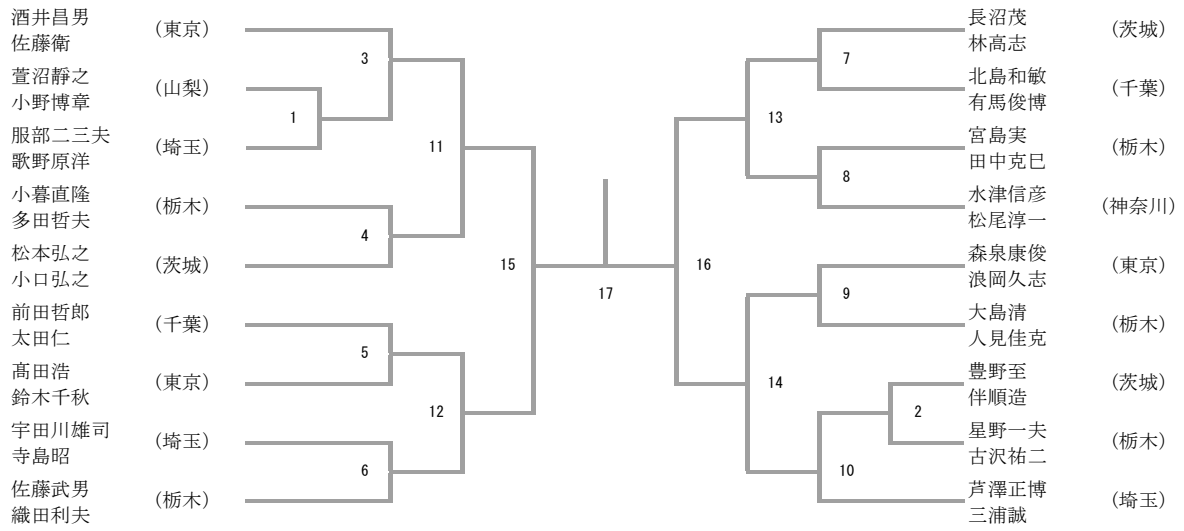 酒井昌男
佐藤衛
(東京)
萱沼靜之
小野博章
(山梨)
服部二三夫
歌野原洋
(埼玉)
小暮直隆
多田哲夫
(栃木)
松本弘之
小口弘之
(茨城)
前田哲郎
太田仁
(千葉)
髙田浩
鈴木千秋
(東京)
宇田川雄司
寺島昭
(埼玉)
佐藤武男
織田利夫
(栃木)
3
1
11
4
15
5
12
6
17
7
13
8
16
9
14
2
10
長沼茂
林高志
(茨城)
北島和敏
有馬俊博
(千葉)
宮島実
田中克巳
(栃木)
水津信彦
松尾淳一
(神奈川)
森泉康俊
浪岡久志
(東京)
大島清
人見佳克
(栃木)
豊野至
伴順造
(茨城)
星野一夫
古沢祐二
(栃木)
芦澤正博
三浦誠
(埼玉)